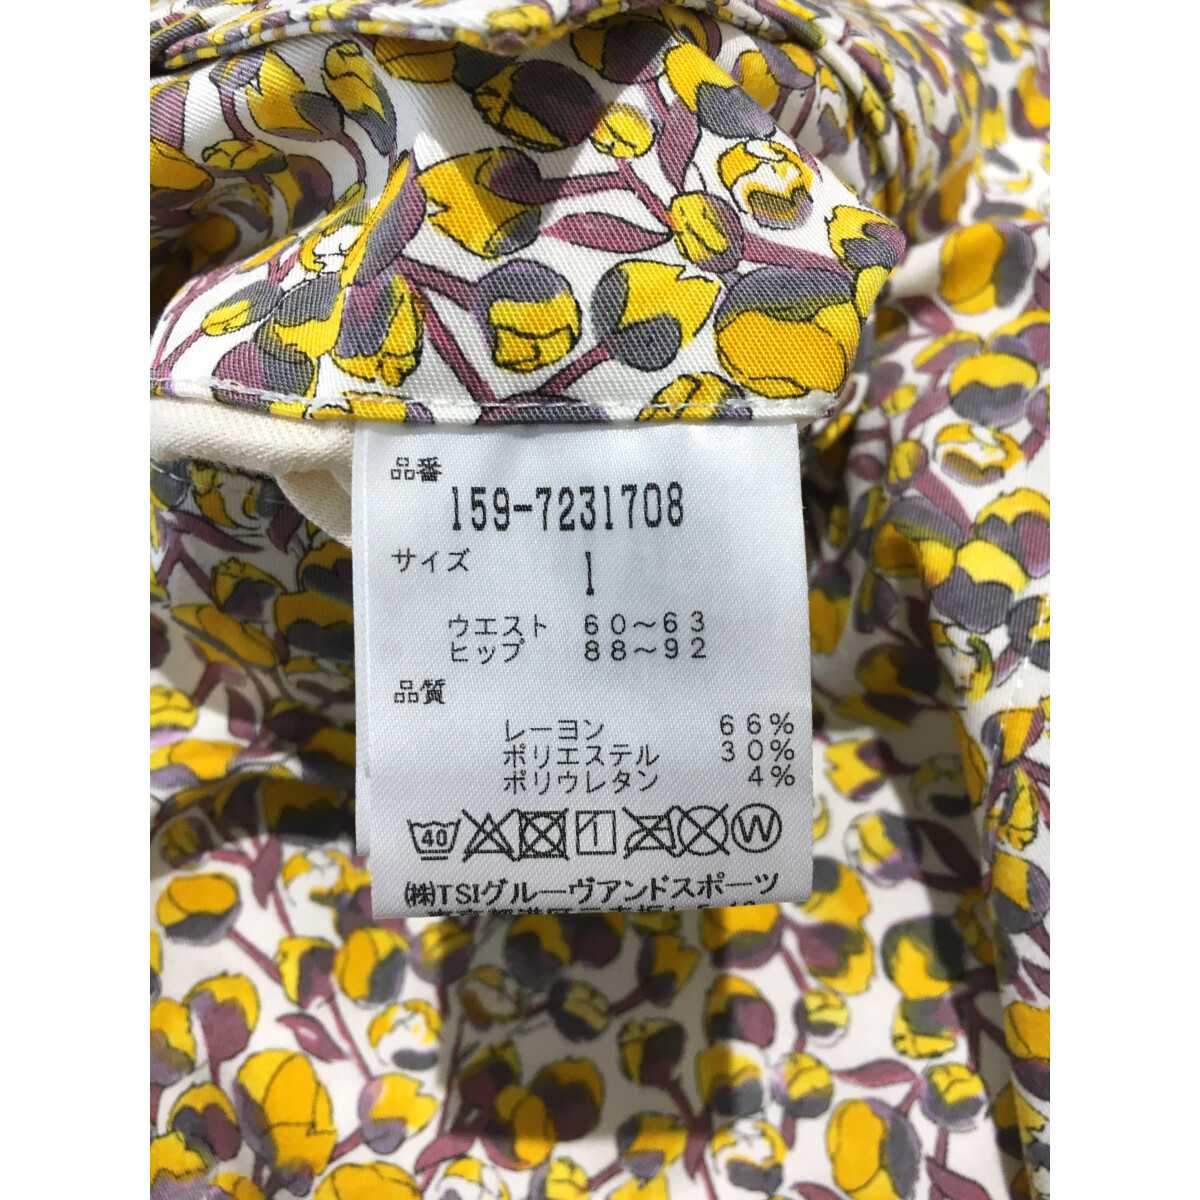 品番
159-7231708
サイズ 1
ウエスト 60～63
ヒップ 88～92
品質
レーヨン 66%
ポリエステル 30%
ポリウレタン 4%
40 W
(株)TSIグルーヴアンドスポーツ